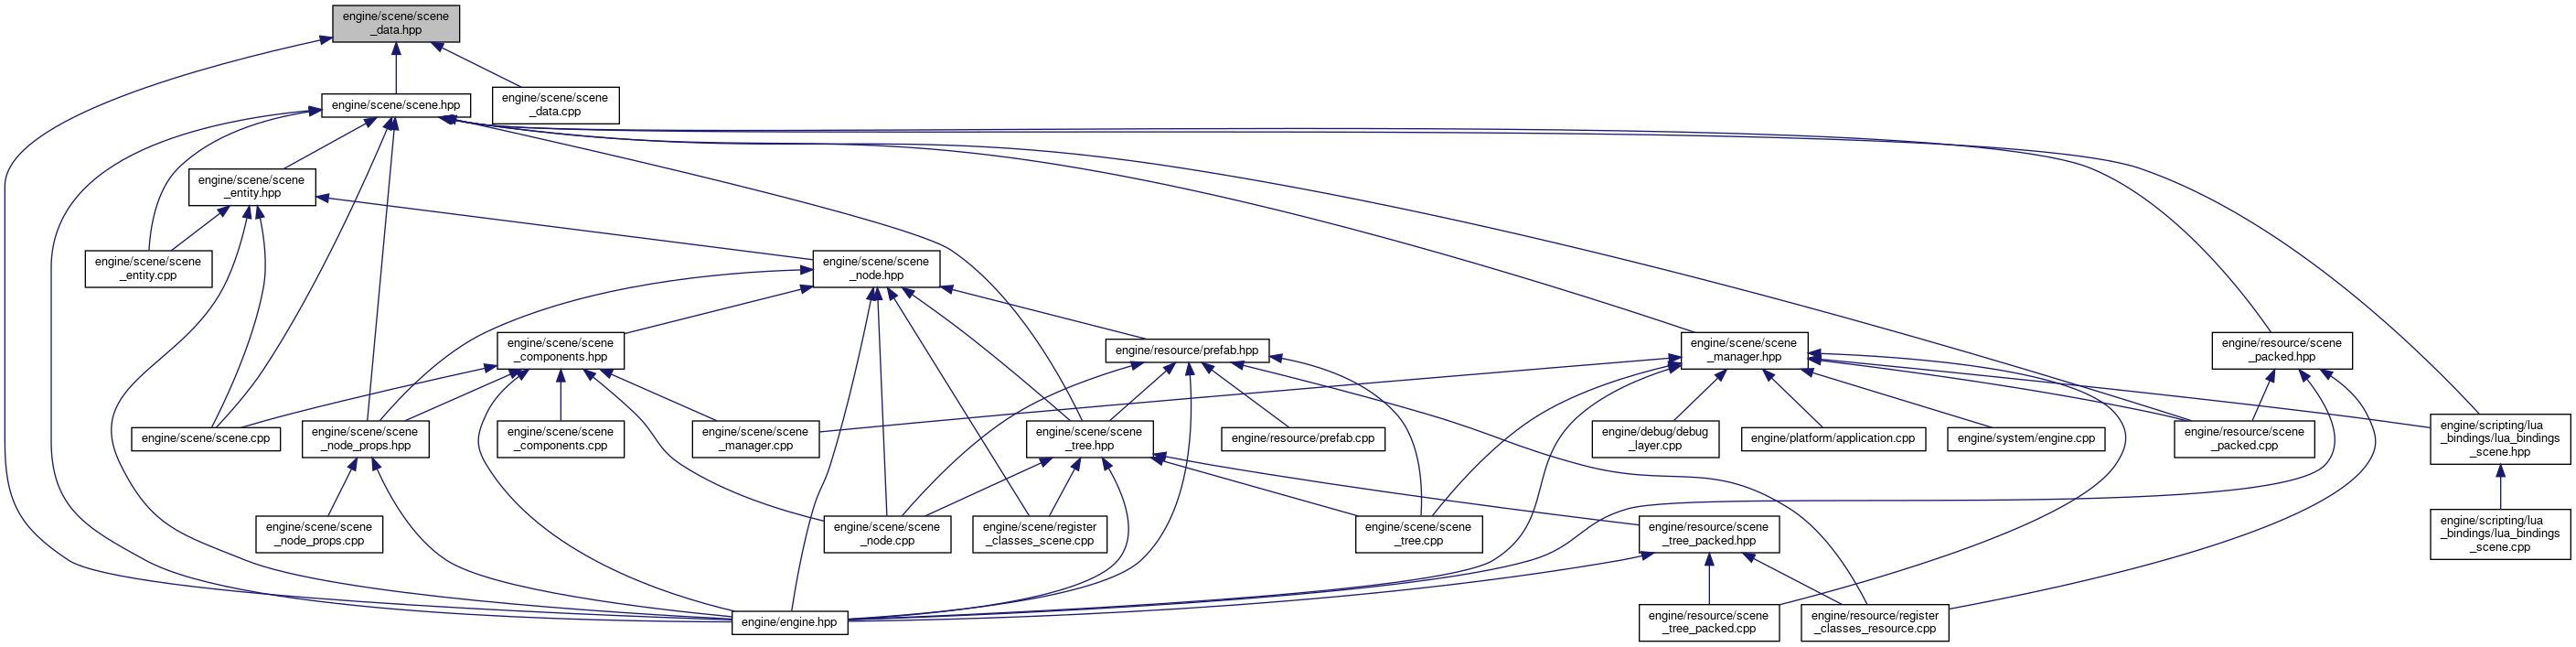 engine/scene/scene
_data.hpp
engine/scene/scene.hpp
engine/scene/scene
_data.cpp
engine/scene/scene
_entity.hpp
engine/scene/scene
_entity.cpp
engine/scene/scene
_node.hpp
engine/scene/scene
_components.hpp
engine/resource/prefab.hpp
engine/scene/scene
_manager.hpp
engine/resource/scene
_packed.hpp
engine/scene/scene.cpp
engine/scene/scene
_node_props.hpp
engine/scene/scene
_components.cpp
engine/scene/scene
_manager.cpp
engine/scene/scene
_tree.hpp
engine/resource/prefab.cpp
engine/debug/debug
_layer.cpp
engine/platform/application.cpp
engine/system/engine.cpp
engine/resource/scene
_packed.cpp
engine/scripting/lua
_bindings/lua_bindings
_scene.hpp
engine/scene/scene
_node_props.cpp
engine/scene/scene
_node.cpp
engine/scene/register
_classes_scene.cpp
engine/scene/scene
_tree.cpp
engine/resource/scene
_tree_packed.hpp
engine/scripting/lua
_bindings/lua_bindings
_scene.cpp
engine/engine.hpp
engine/resource/scene
_tree_packed.cpp
engine/resource/register
_classes_resource.cpp